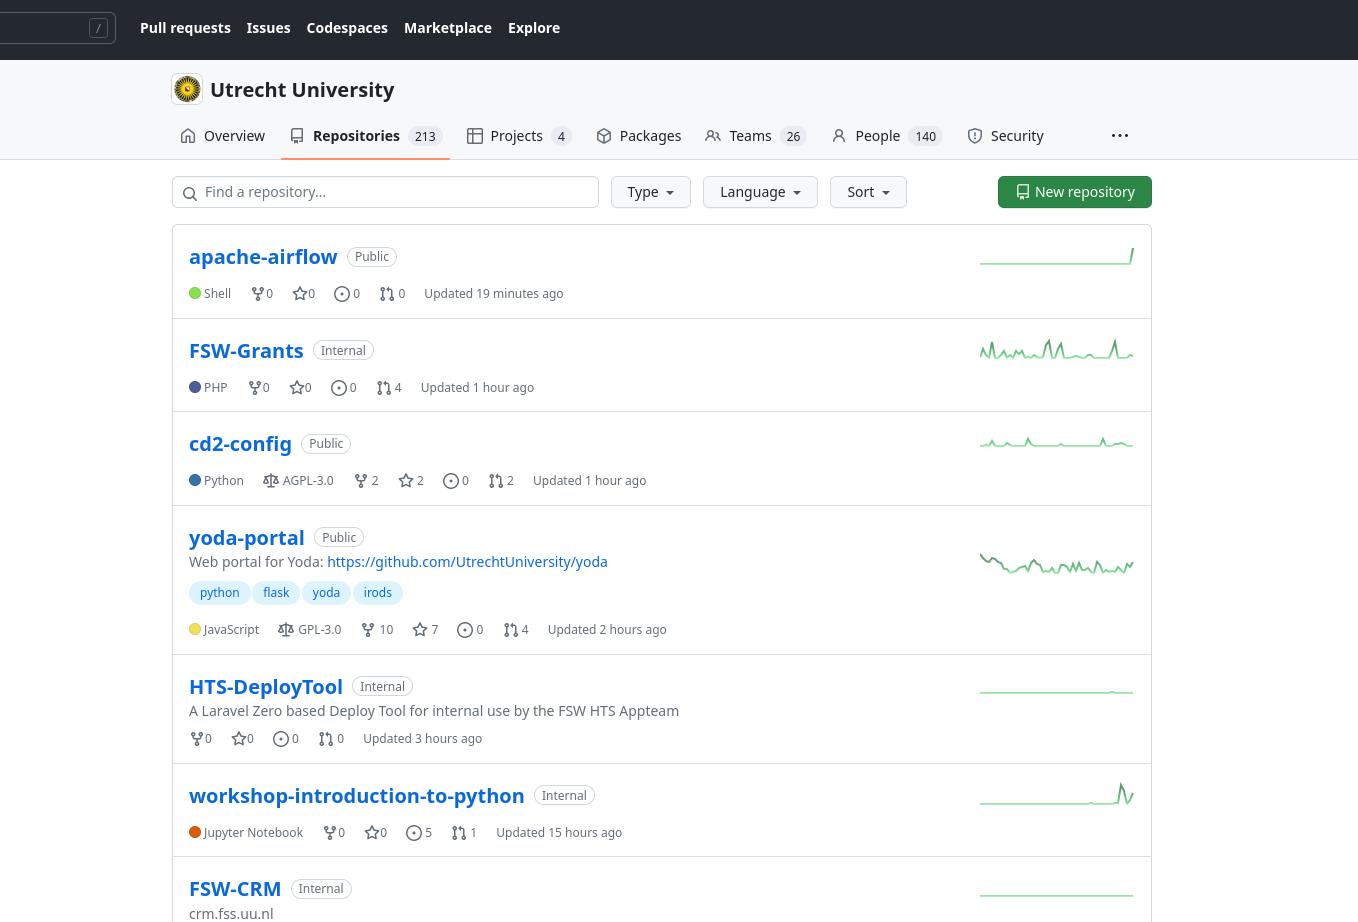 / Pull requests Issues Codespaces Marketplace Explore
Utrecht University
Overview Repositories 213 Projects 4 Packages Teams 26 People 140 Security ...
Find a repository... Type Language Sort New repository
apache-airflow Public
Shell 0 0 0 0 Updated 19 minutes ago
FSW-Grants Internal
PHP 0 0 0 4 Updated 1 hour ago
cd2-config Public
Python AGPL-3.0 2 2 0 2 Updated 1 hour ago
yoda-portal Public
Web portal for Yoda: https://github.com/UtrechtUniversity/yoda
python flask yoda irods
JavaScript GPL-3.0 10 7 0 4 Updated 2 hours ago
HTS-DeployTool Internal
A Laravel Zero based Deploy Tool for internal use by the FSW HTS Appteam
0 0 0 0 Updated 3 hours ago
workshop-introduction-to-python Internal
Jupyter Notebook 0 0 5 1 Updated 15 hours ago
FSW-CRM Internal
crm.fss.uu.nl